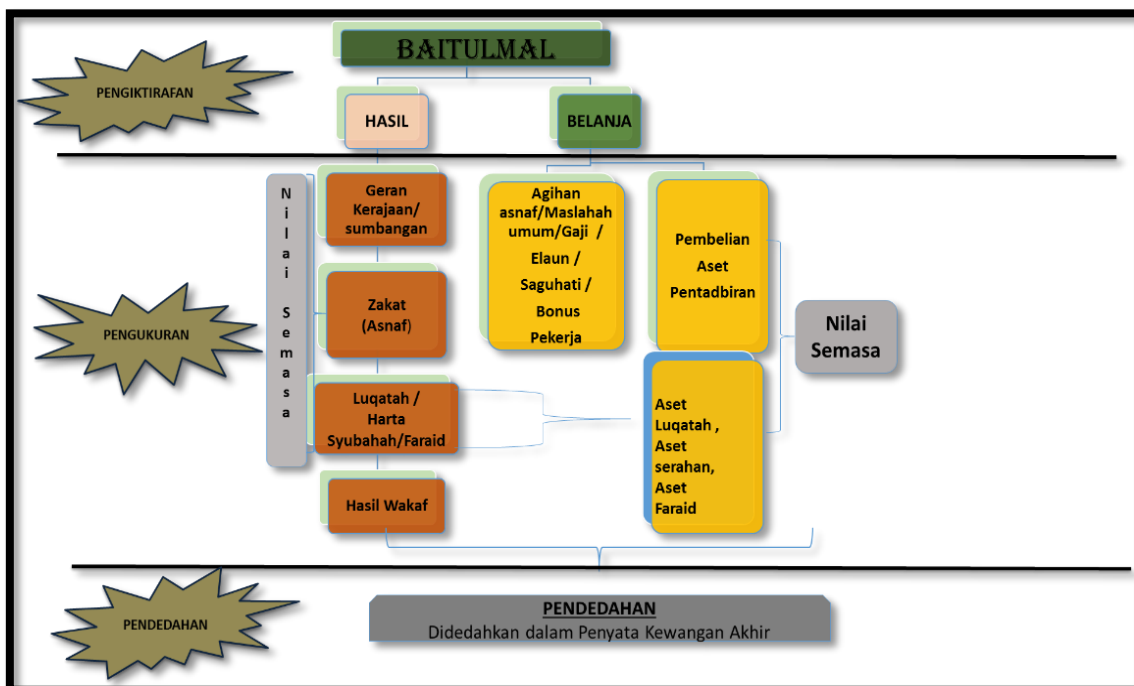 BAITULMAL
PENGIKTIRAFAN
HASIL
BELANJA
Nilai Semasa
Geran
Kerajaan/
sumbangan
Agihan
asnaf/Maslahah
umum/Gaji /
Elaun /
Saguhati /
Bonus
Pekerja
Pembelian
Aset
Pentadbiran
PENGUKURAN
Zakat
(Asnaf)
Nilai
Semasa
Luqatah /
Harta
Syubahah/Faraid
Aset
Luqatah ,
Aset
serahan,
Aset
Faraid
Hasil Wakaf
PENDEDAHAN
PENDEDAHAN
Didedahkan dalam Penyata Kewangan Akhir